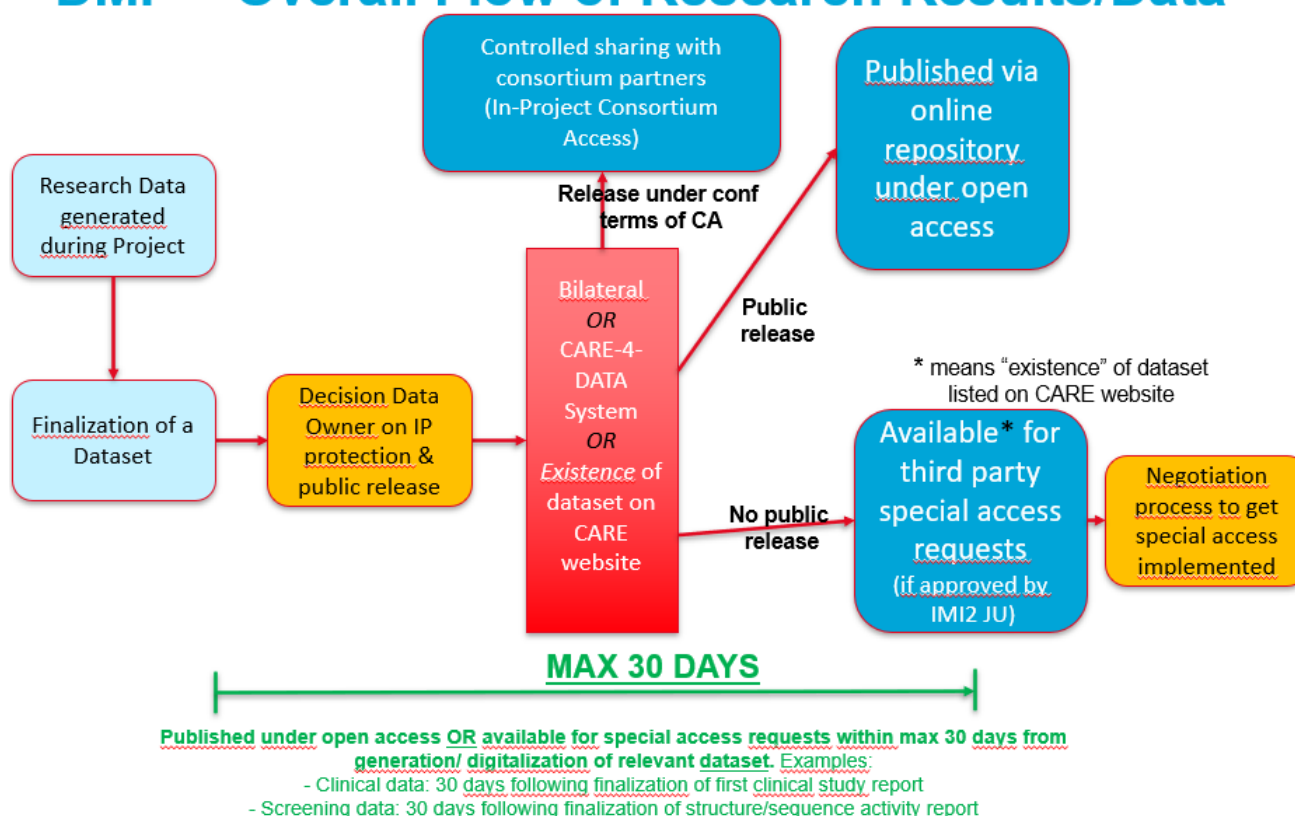 Controlled sharing with
consortium partners
(In-Project Consortium
Access)
Published via
online
repository
under open
access
Research Data
generated
during Project
Release under conf
terms of CA
Bilateral
OR
CARE-4-
DATA
System
OR
Existence of
dataset on
CARE
website
Public
release
* means “existence” of dataset
listed on CARE website
Finalization of a
Dataset
Decision Data
Owner on IP
protection &
public release
No public
release
Available* for
third party
special access
requests
(if approved by
IMI2 JU)
Negotiation
process to get
special access
implemented
MAX 30 DAYS
Published under open access OR available for special access requests within max 30 days from
generation/ digitalization of relevant dataset. Examples:
- Clinical data: 30 days following finalization of first clinical study report
- Screening data: 30 days following finalization of structure/sequence activity report